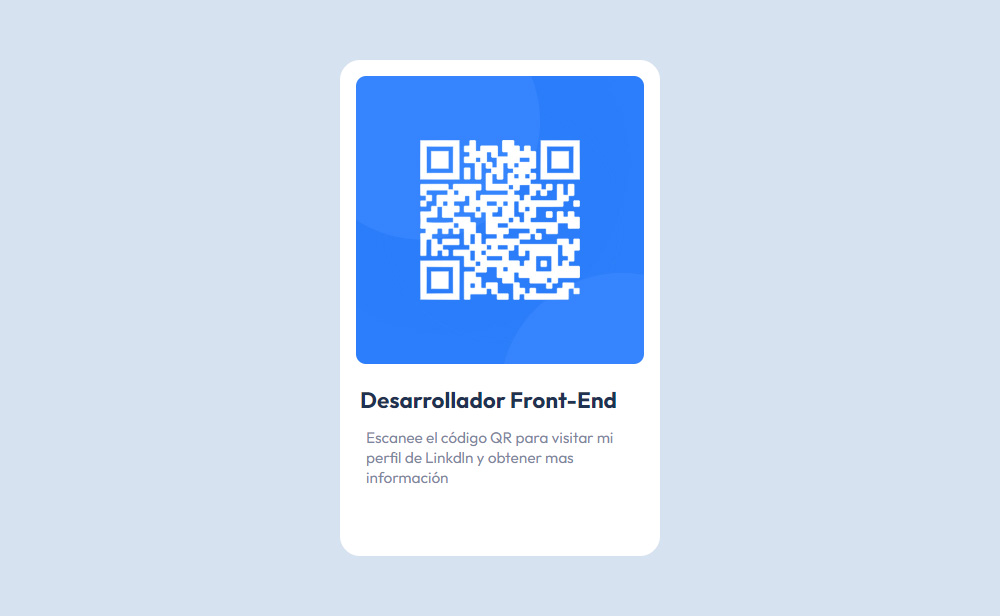 Desarrollador Front-End
Escanee el código QR para visitar mi
perfil de Linkdln y obtener mas
información